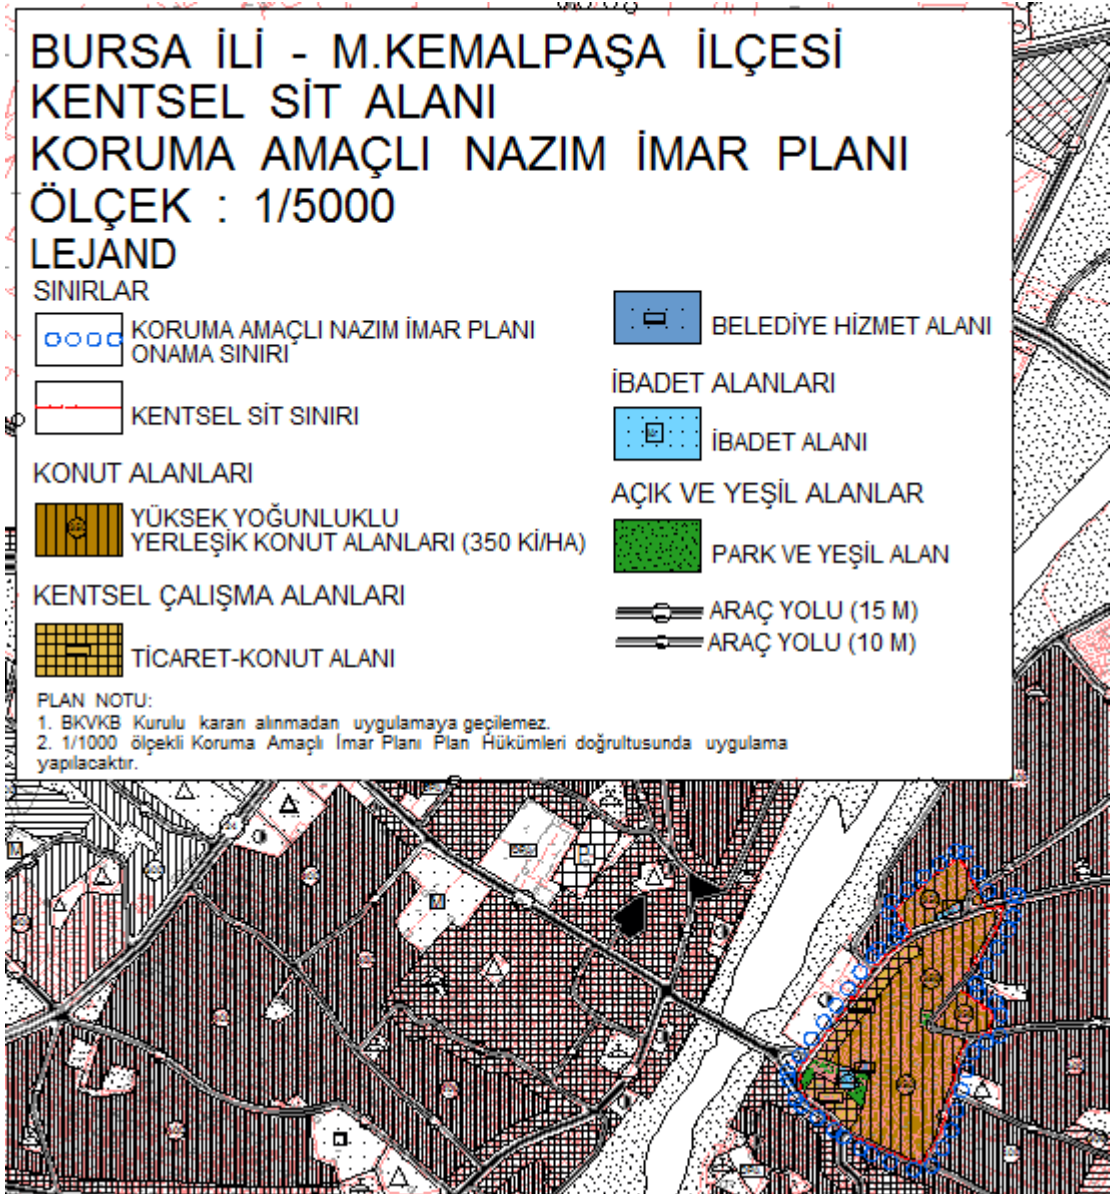 BURSA İLİ - M.KEMALPAŞA İLÇESİ
KENTSEL SİT ALANI
KORUMA AMAÇLI NAZIM İMAR PLANI
ÖLÇEK : 1/5000
LEJAND
SINIRLAR
KORUMA AMAÇLI NAZIM İMAR PLANI
ONAMA SINIRI
KENTSEL SİT SINIRI
KONUT ALANLARI
YÜKSEK YOĞUNLUKLU
YERLEŞİK KONUT ALANLARI (350 Kİ/HA)
KENTSEL ÇALIŞMA ALANLARI
TİCARET-KONUT ALANI
BELEDİYE HİZMET ALANI
İBADET ALANLARI
İBADET ALANI
AÇIK VE YEŞİL ALANLAR
PARK VE YEŞİL ALAN
ARAÇ YOLU (15 M)
ARAÇ YOLU (10 M)
PLAN NOTU:
1. BKVKB Kurulu kararı alınmadan uygulamaya geçilemez.
2. 1/1000 ölçekli Koruma Amaçlı İmar Planı Plan Hükümleri doğrultusunda uygulama
yapılacaktır.